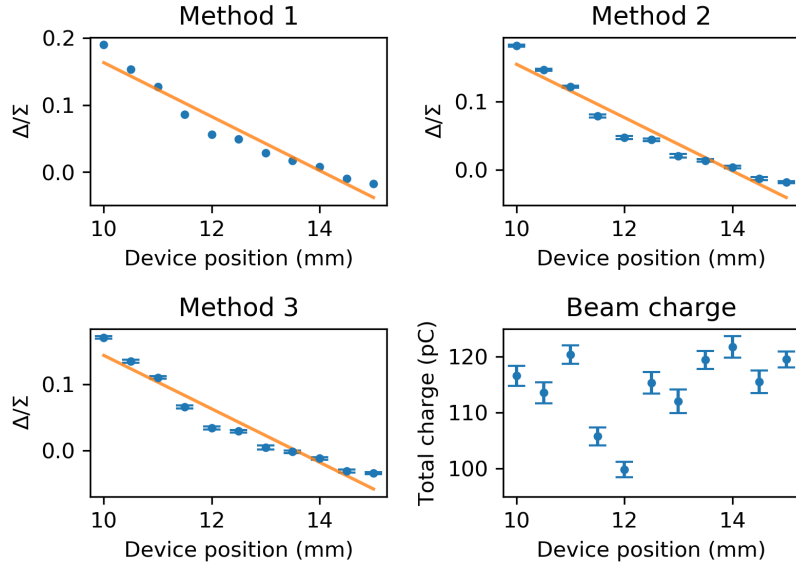 Method 1
Δ/Σ
0.2
0.1
0.0
10
12
14
Device position (mm)
Method 2
Δ/Σ
0.1
0.0
10
12
14
Device position (mm)
Method 3
Δ/Σ
0.1
0.0
10
12
14
Device position (mm)
Beam charge
Total charge (pC)
120
110
100
10
12
14
Device position (mm)